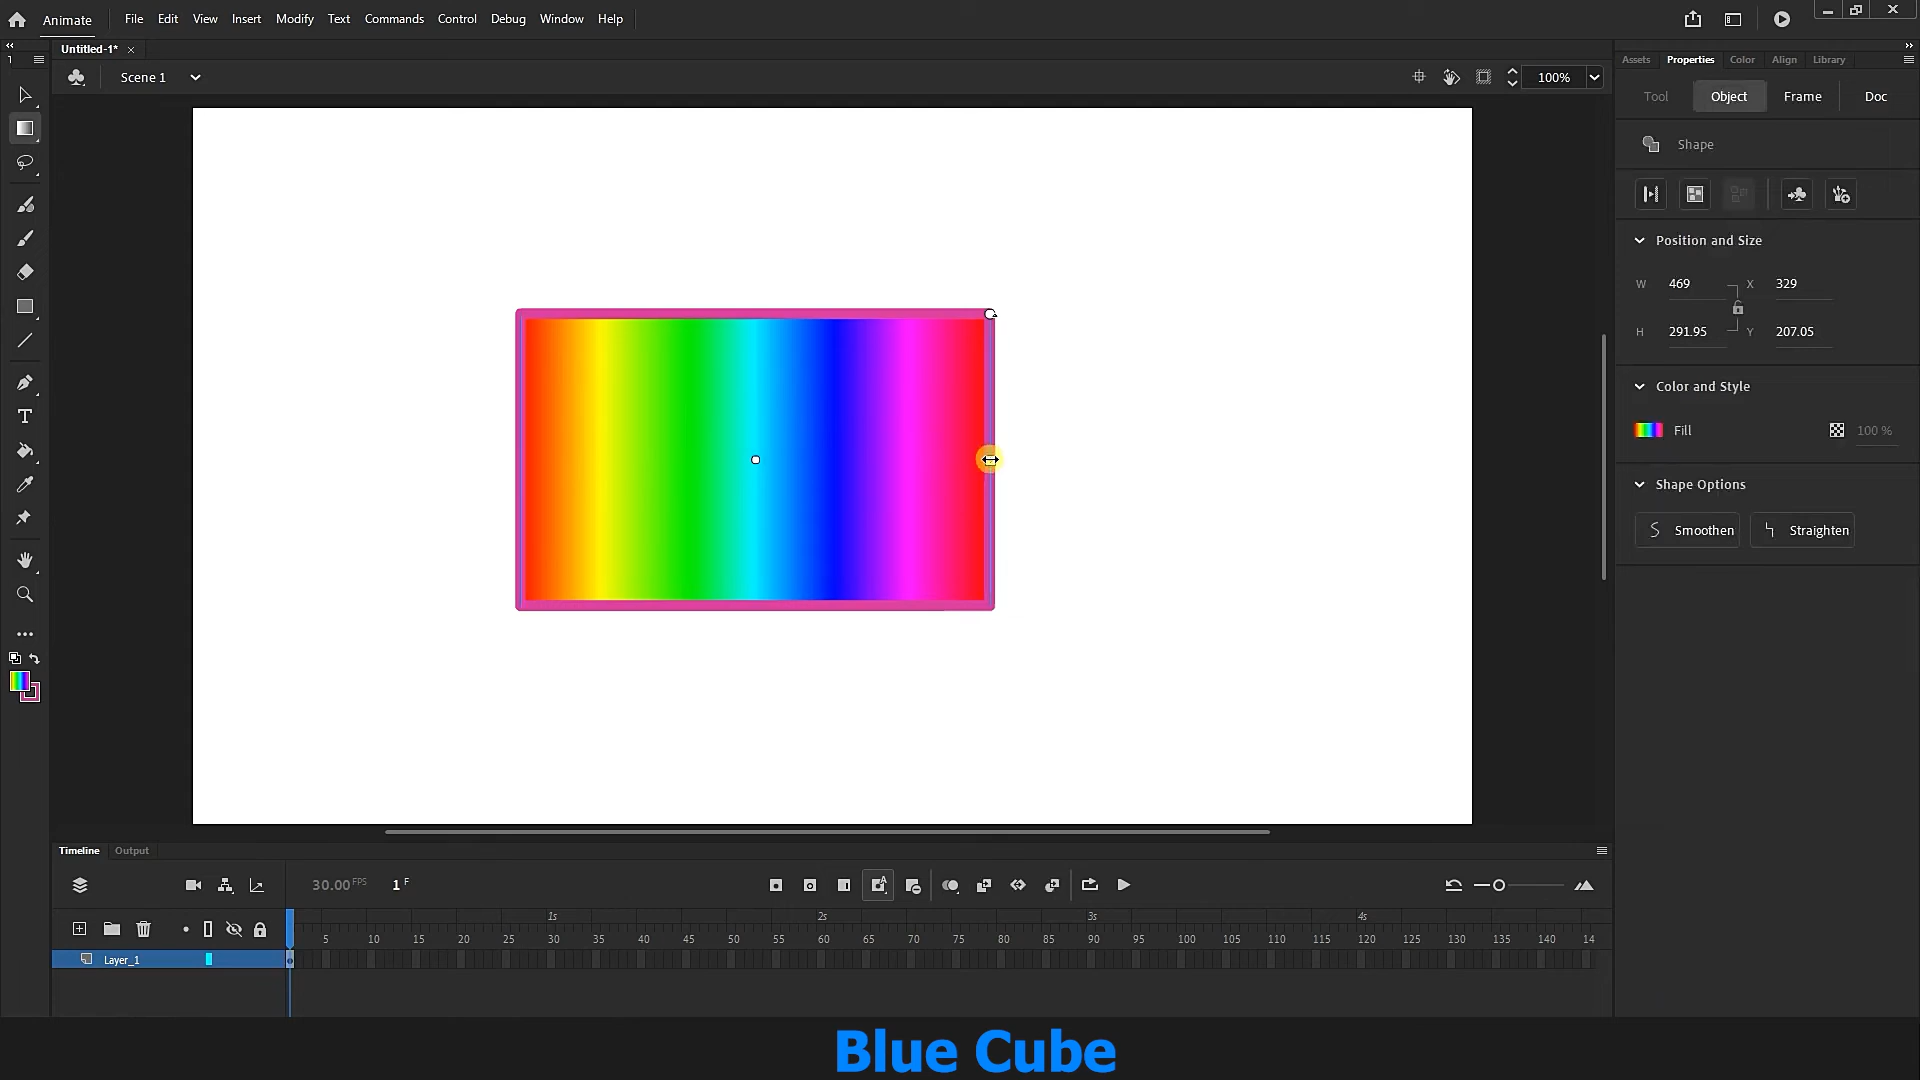 Animate File Edit View Insert Modify Text Commands Control Debug Window Help
Untitled-1*
Scene 1
100%
Assets Properties Color Align Library
Tool Object Frame Doc
Shape
Position and Size
W 469 X 329
H 291.95 Y 207.05
Color and Style
Fill 100 %
Shape Options
Smoothen Straighten
Timeline Output
30.00 FPS 1 F
1s 2s 3s 4s
5 10 15 20 25 30 35 40 45 50 55 60 65 70 75 80 85 90 95 100 105 110 115 120 125 130 135 140 14
Layer_1
Blue Cube